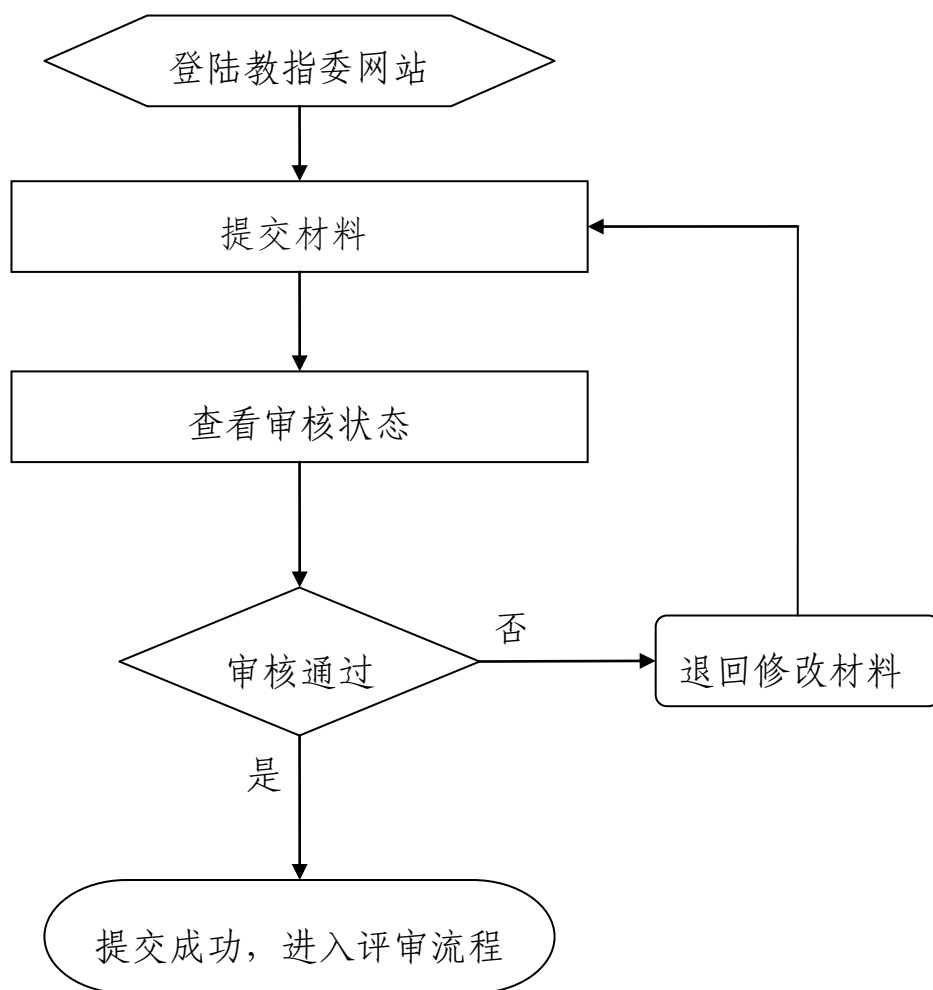 登陆教指委网站
提交材料
查看审核状态
审核通过
否
退回修改材料
是
提交成功，进入评审流程